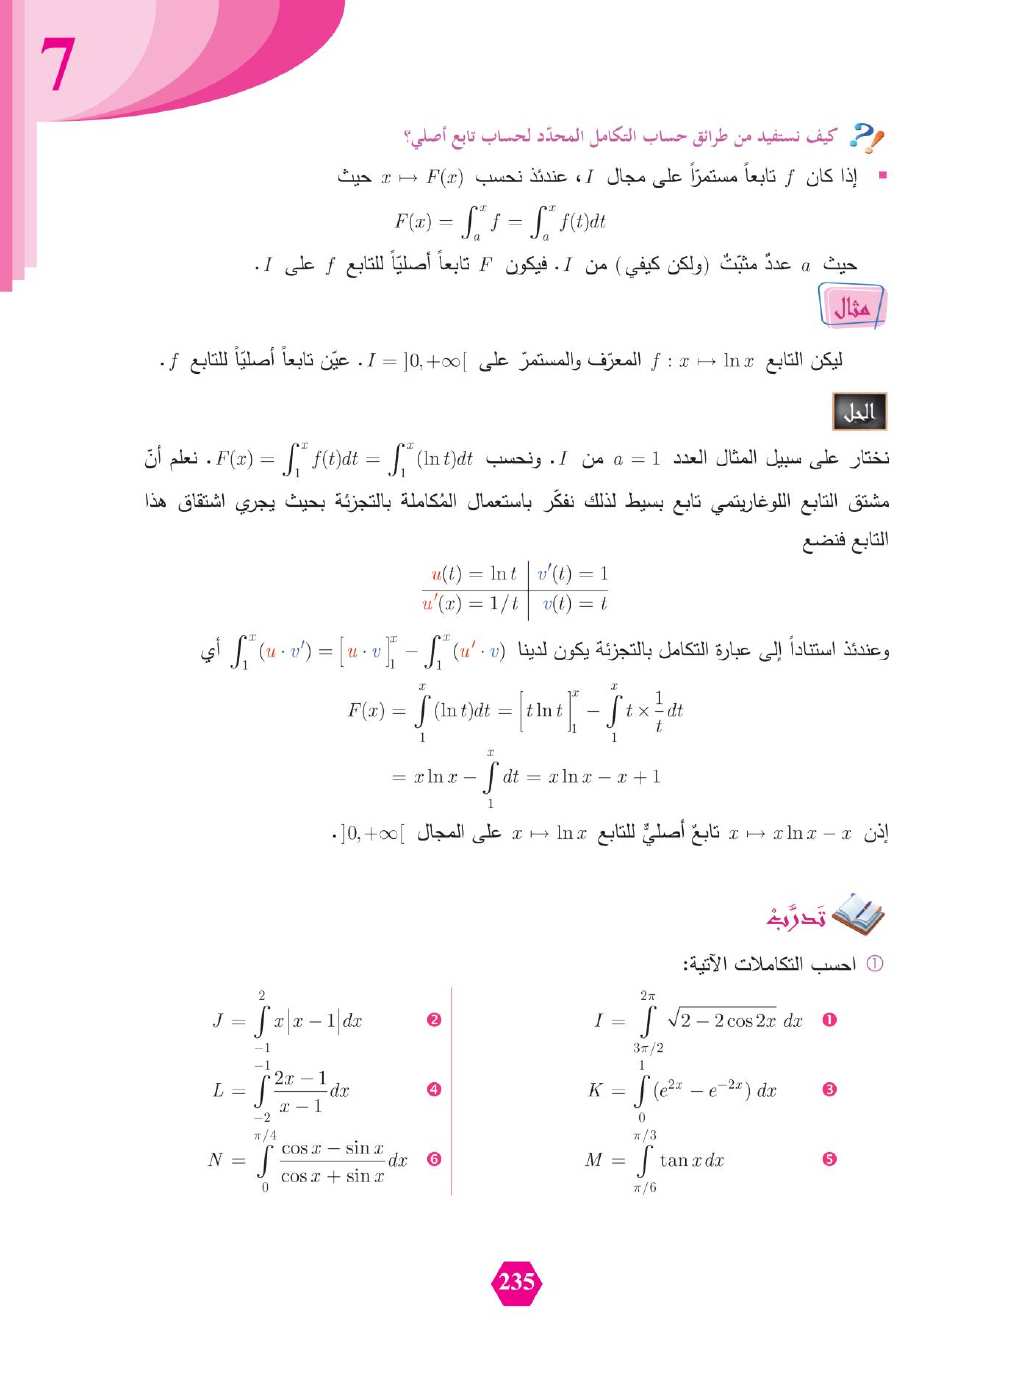 7
كيف نستفيد من طرائق حساب التكامل المحدّد لحساب تابع أصلي؟
▪ إذا كان f تابعاً مستمرّاً على مجال I، عندئذ نحسب x ↦ F(x) حيث
F(x) = ∫_a^x f = ∫_a^x f(t)dt
حيث a عددٌ مثبّتٌ (ولكن كيفي) من I. فيكون F تابعاً أصليّاً للتابع f على I.
مثال
ليكن التابع f : x ↦ ln x المعرّف والمستمرّ على I = ]0,+∞[. عيّن تابعاً أصليّاً للتابع f.
الحل
نختار على سبيل المثال العدد a = 1 من I. ونحسب F(x) = ∫_1^x f(t)dt = ∫_1^x (ln t)dt. نعلم أنّ
مشتق التابع اللوغاريتمي تابع بسيط لذلك نفكّر باستعمال المُكاملة بالتجزئة بحيث يجري اشتقاق هذا
التابع فنضع
u(t) = ln t | v′(t) = 1
u′(x) = 1/t | v(t) = t
وعندئذ استناداً إلى عبارة التكامل بالتجزئة يكون لدينا ∫_1^x (u · v′) = [u · v]_1^x − ∫_1^x (u′ · v) أي
F(x) = ∫_1^x (ln t)dt = [t ln t]_1^x − ∫_1^x t × 1/t dt
= x ln x − ∫_1^x dt = x ln x − x + 1
إذن x ↦ x ln x − x تابعٌ أصليٌّ للتابع x ↦ ln x على المجال ]0,+∞[.
تَدرَّبْ
① احسب التكاملات الآتية:
❶ I = ∫_{3π/2}^{2π} √(2 − 2 cos 2x) dx
❷ J = ∫_{−1}^{2} x|x − 1|dx
❸ K = ∫_0^1 (e^{2x} − e^{−2x}) dx
❹ L = ∫_{−2}^{−1} (2x − 1)/(x − 1) dx
❺ M = ∫_{π/6}^{π/3} tan x dx
❻ N = ∫_0^{π/4} (cos x − sin x)/(cos x + sin x) dx
235